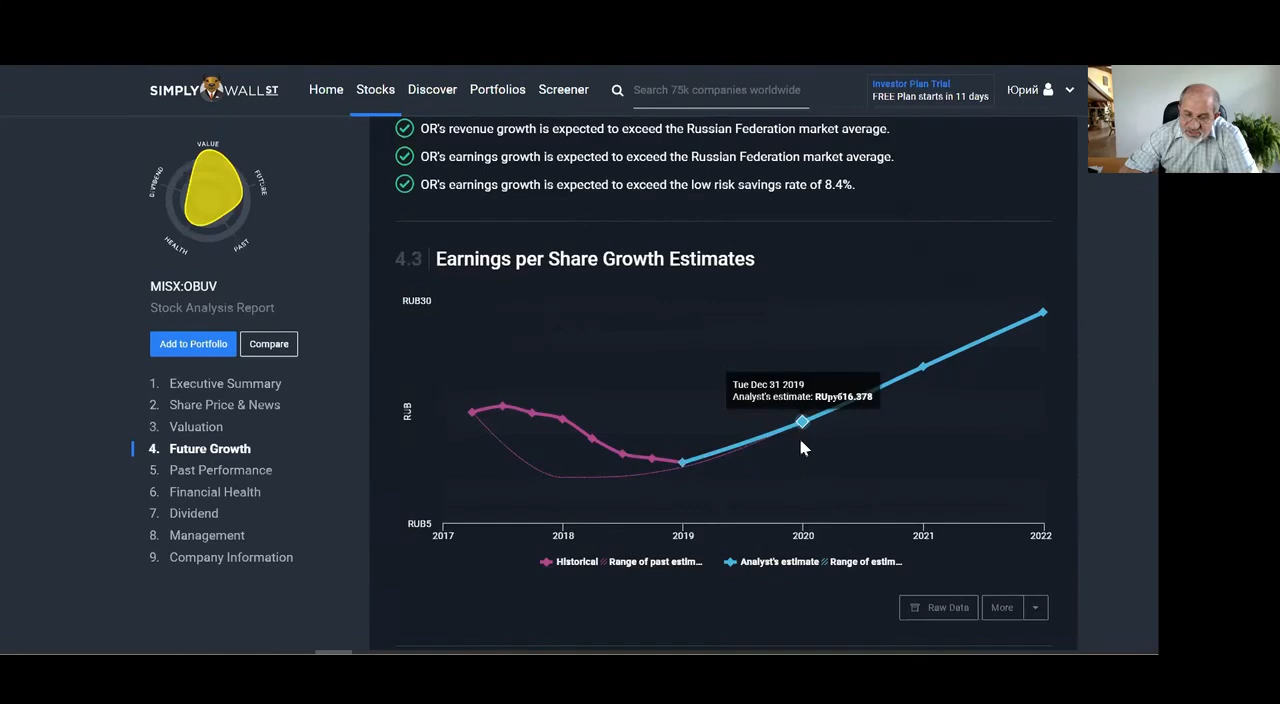 SIMPLY WALL ST
Home Stocks Discover Portfolios Screener
Search 75k companies worldwide
Investor Plan Trial
FREE Plan starts in 11 days
Юрий
VALUE
FUTURE
PAST
HEALTH
DIVIDEND
MISX:OBUV
Stock Analysis Report
Add to Portfolio
Compare
1. Executive Summary
2. Share Price & News
3. Valuation
4. Future Growth
5. Past Performance
6. Financial Health
7. Dividend
8. Management
9. Company Information
OR's revenue growth is expected to exceed the Russian Federation market average.
OR's earnings growth is expected to exceed the Russian Federation market average.
OR's earnings growth is expected to exceed the low risk savings rate of 8.4%.
4.3 Earnings per Share Growth Estimates
RUB30
RUB
RUB5
Tue Dec 31 2019
Analyst's estimate: RUруб16.378
2017 2018 2019 2020 2021 2022
Historical Range of past estim... Analyst's estimate Range of estim...
Raw Data
More